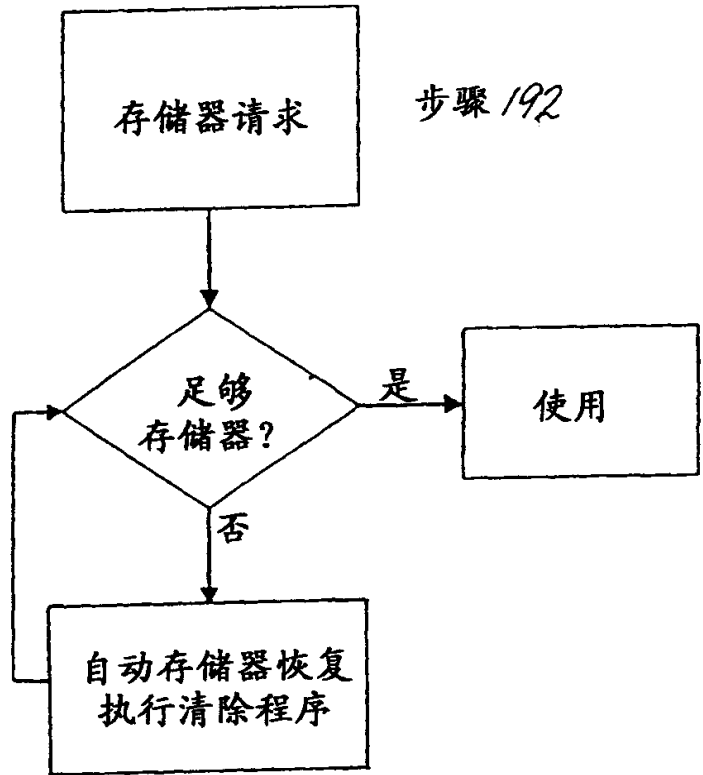 存储器请求
步骤 192
足够
存储器?
是
使用
否
自动存储器恢复
执行清除程序